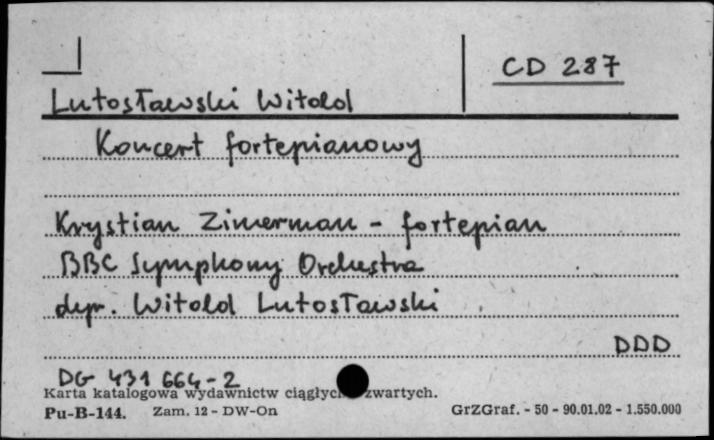 CD 287
Lutosławski Witold
Koncert fortepianowy
Krystian Zimerman - fortepian
BBC Symphony Orchestra
dyr. Witold Lutosławski
DDD
DG 431 664-2
Karta katalogowa wydawnictw ciągłych zwartych.
Pu-B-144. Zam. 12 - DW-On GrZGraf. - 50 - 90.01.02 - 1.550.000